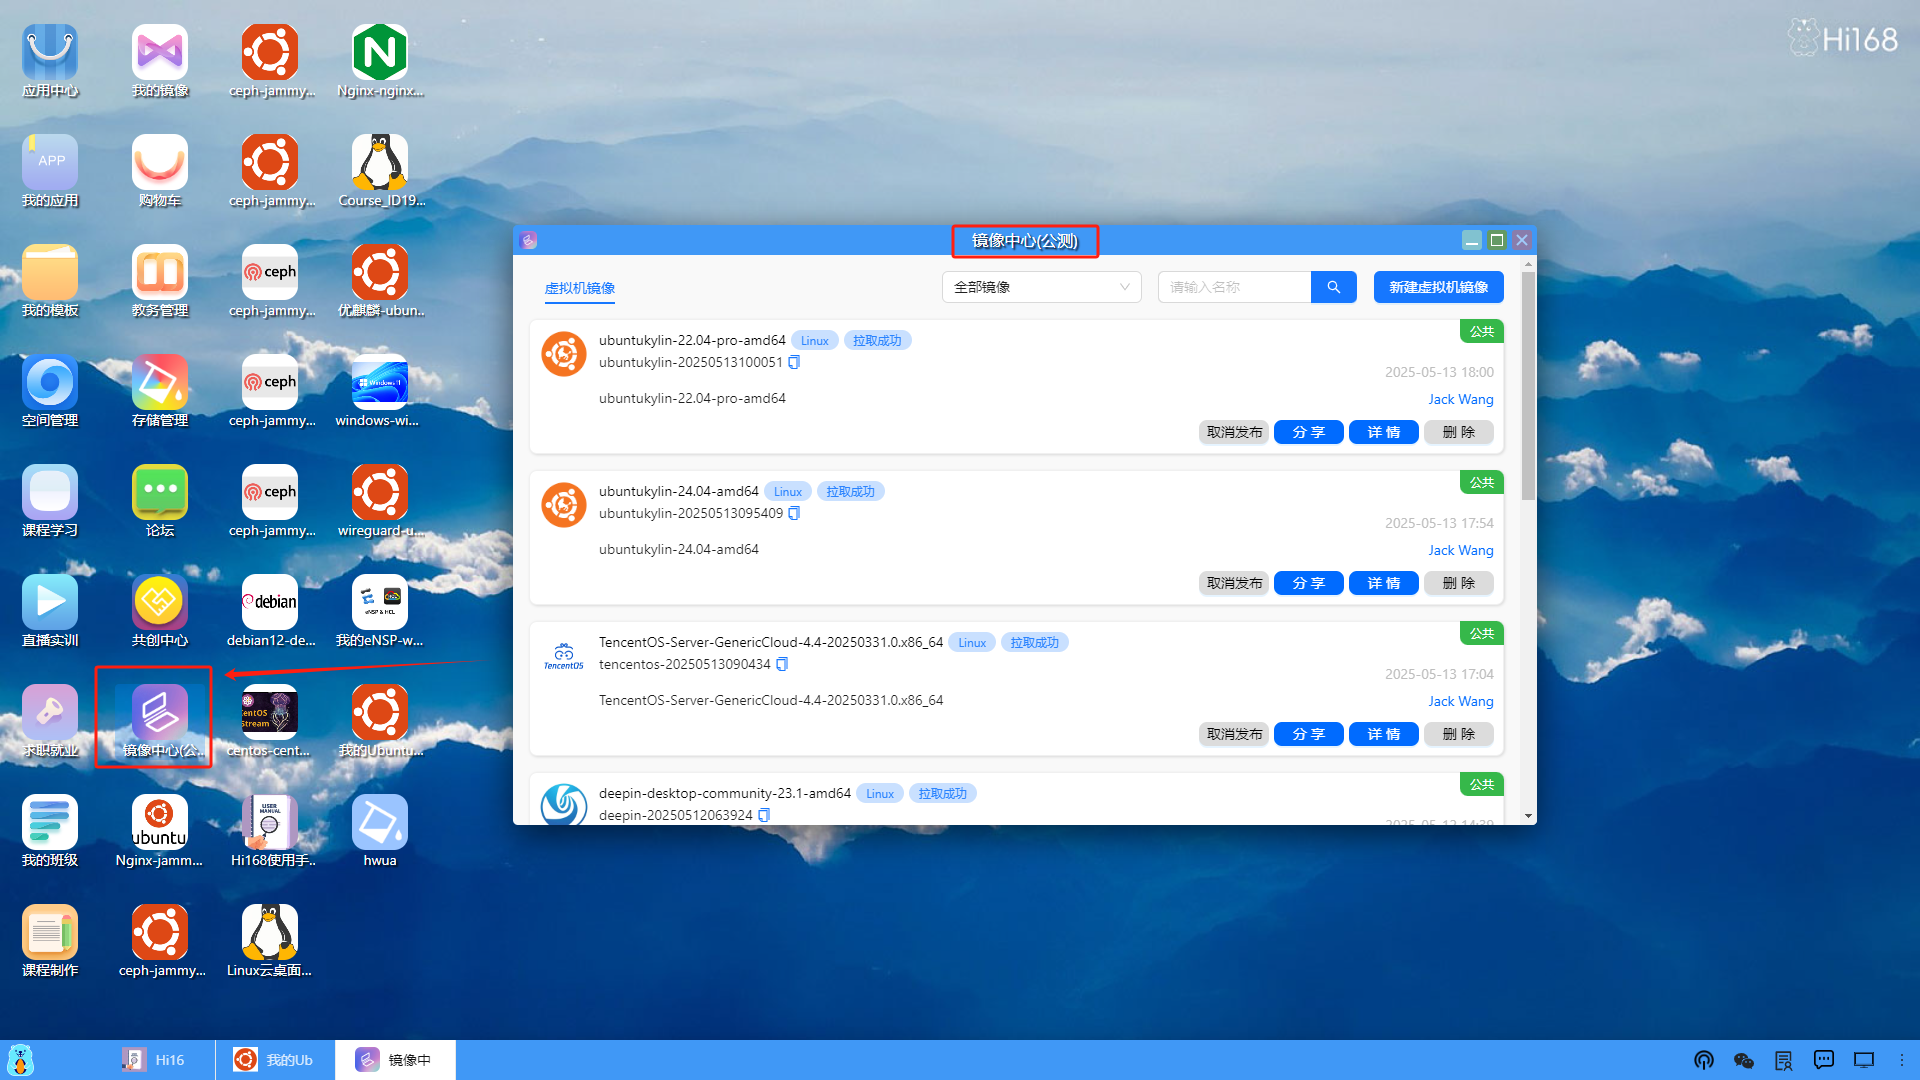 Hi168
应用中心
我的镜像
ceph-jammy...
Nginx-nginx...
APP
我的应用
购物车
ceph-jammy...
Course_ID19...
我的模板
教务管理
ceph
ceph-jammy...
优麒麟-ubun..
空间管理
存储管理
ceph
ceph-jammy...
Windows 11
windows-wi...
课程学习
论坛
ceph
ceph-jammy...
wireguard-u...
直播实训
共创中心
debian
debian12-de...
eNSP & HCL
我的eNSP-w...
求职就业
镜像中心(公..
CentOS
Stream
centos-cent...
我的Ubuntu...
我的班级
ubuntu
Nginx-jamm...
USER
MANUAL
Hi168使用手..
hwua
课程制作
ceph-jammy...
Linux云桌面...
镜像中心(公测)
虚拟机镜像
全部镜像
请输入名称
新建虚拟机镜像
公共
ubuntukylin-22.04-pro-amd64 Linux 拉取成功
ubuntukylin-20250513100051
2025-05-13 18:00
ubuntukylin-22.04-pro-amd64
Jack Wang
取消发布 分 享 详 情 删 除
公共
ubuntukylin-24.04-amd64 Linux 拉取成功
ubuntukylin-20250513095409
2025-05-13 17:54
ubuntukylin-24.04-amd64
Jack Wang
取消发布 分 享 详 情 删 除
公共
TencentOS
TencentOS-Server-GenericCloud-4.4-20250331.0.x86_64 Linux 拉取成功
tencentos-20250513090434
2025-05-13 17:04
TencentOS-Server-GenericCloud-4.4-20250331.0.x86_64
Jack Wang
取消发布 分 享 详 情 删 除
公共
deepin-desktop-community-23.1-amd64 Linux 拉取成功
deepin-20250512063924
2025-05-12 14:39
Hi16
我的Ub
镜像中